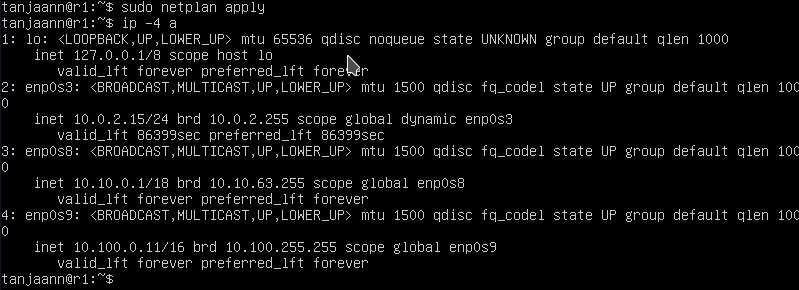 tanjaann@r1:~$ sudo netplan apply
tanjaann@r1:~$ ip -4 a
1: lo: <LOOPBACK,UP,LOWER_UP> mtu 65536 qdisc noqueue state UNKNOWN group default qlen 1000
    inet 127.0.0.1/8 scope host lo
       valid_lft forever preferred_lft forever
2: enp0s3: <BROADCAST,MULTICAST,UP,LOWER_UP> mtu 1500 qdisc fq_codel state UP group default qlen 100
0
    inet 10.0.2.15/24 brd 10.0.2.255 scope global dynamic enp0s3
       valid_lft 86399sec preferred_lft 86399sec
3: enp0s8: <BROADCAST,MULTICAST,UP,LOWER_UP> mtu 1500 qdisc fq_codel state UP group default qlen 100
0
    inet 10.10.0.1/18 brd 10.10.63.255 scope global enp0s8
       valid_lft forever preferred_lft forever
4: enp0s9: <BROADCAST,MULTICAST,UP,LOWER_UP> mtu 1500 qdisc fq_codel state UP group default qlen 100
0
    inet 10.100.0.11/16 brd 10.100.255.255 scope global enp0s9
       valid_lft forever preferred_lft forever
tanjaann@r1:~$